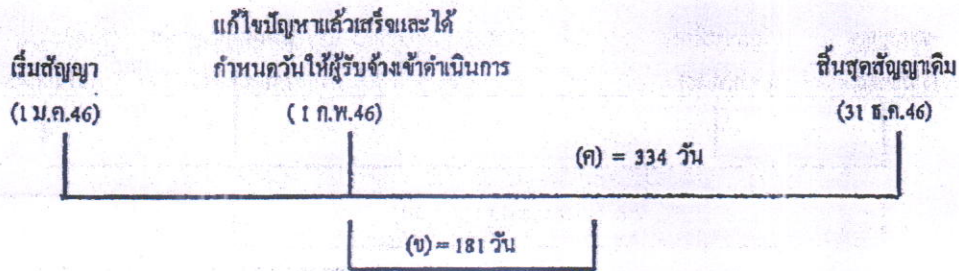 แก้ไขปัญหาแล้วเสร็จและได้
เริ่มสัญญา กำหนดวันให้ผู้รับจ้างเข้าดำเนินการ สิ้นสุดสัญญาเดิม
(1 ม.ค.46) ( 1 ก.พ.46) (31 ธ.ค.46)
(ค) = 334 วัน
(ข) = 181 วัน